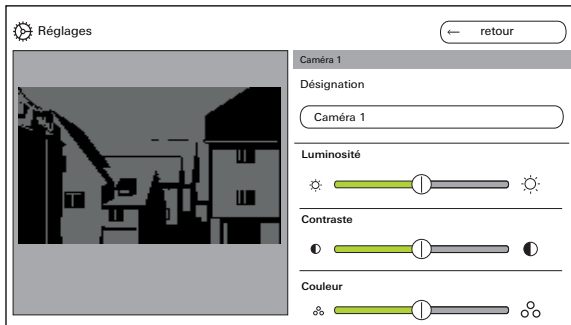 Réglages
← retour
Caméra 1
Désignation
Caméra 1
Luminosité
Contraste
Couleur